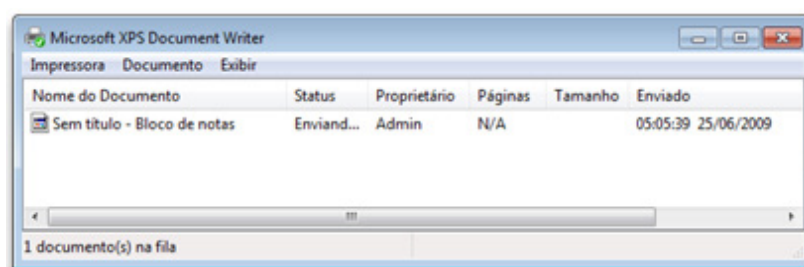 Microsoft XPS Document Writer
Impressora Documento Exibir
Nome do Documento Status Proprietário Páginas Tamanho Enviado
Sem título - Bloco de notas Enviand... Admin N/A 05:05:39 25/06/2009
1 documento(s) na fila